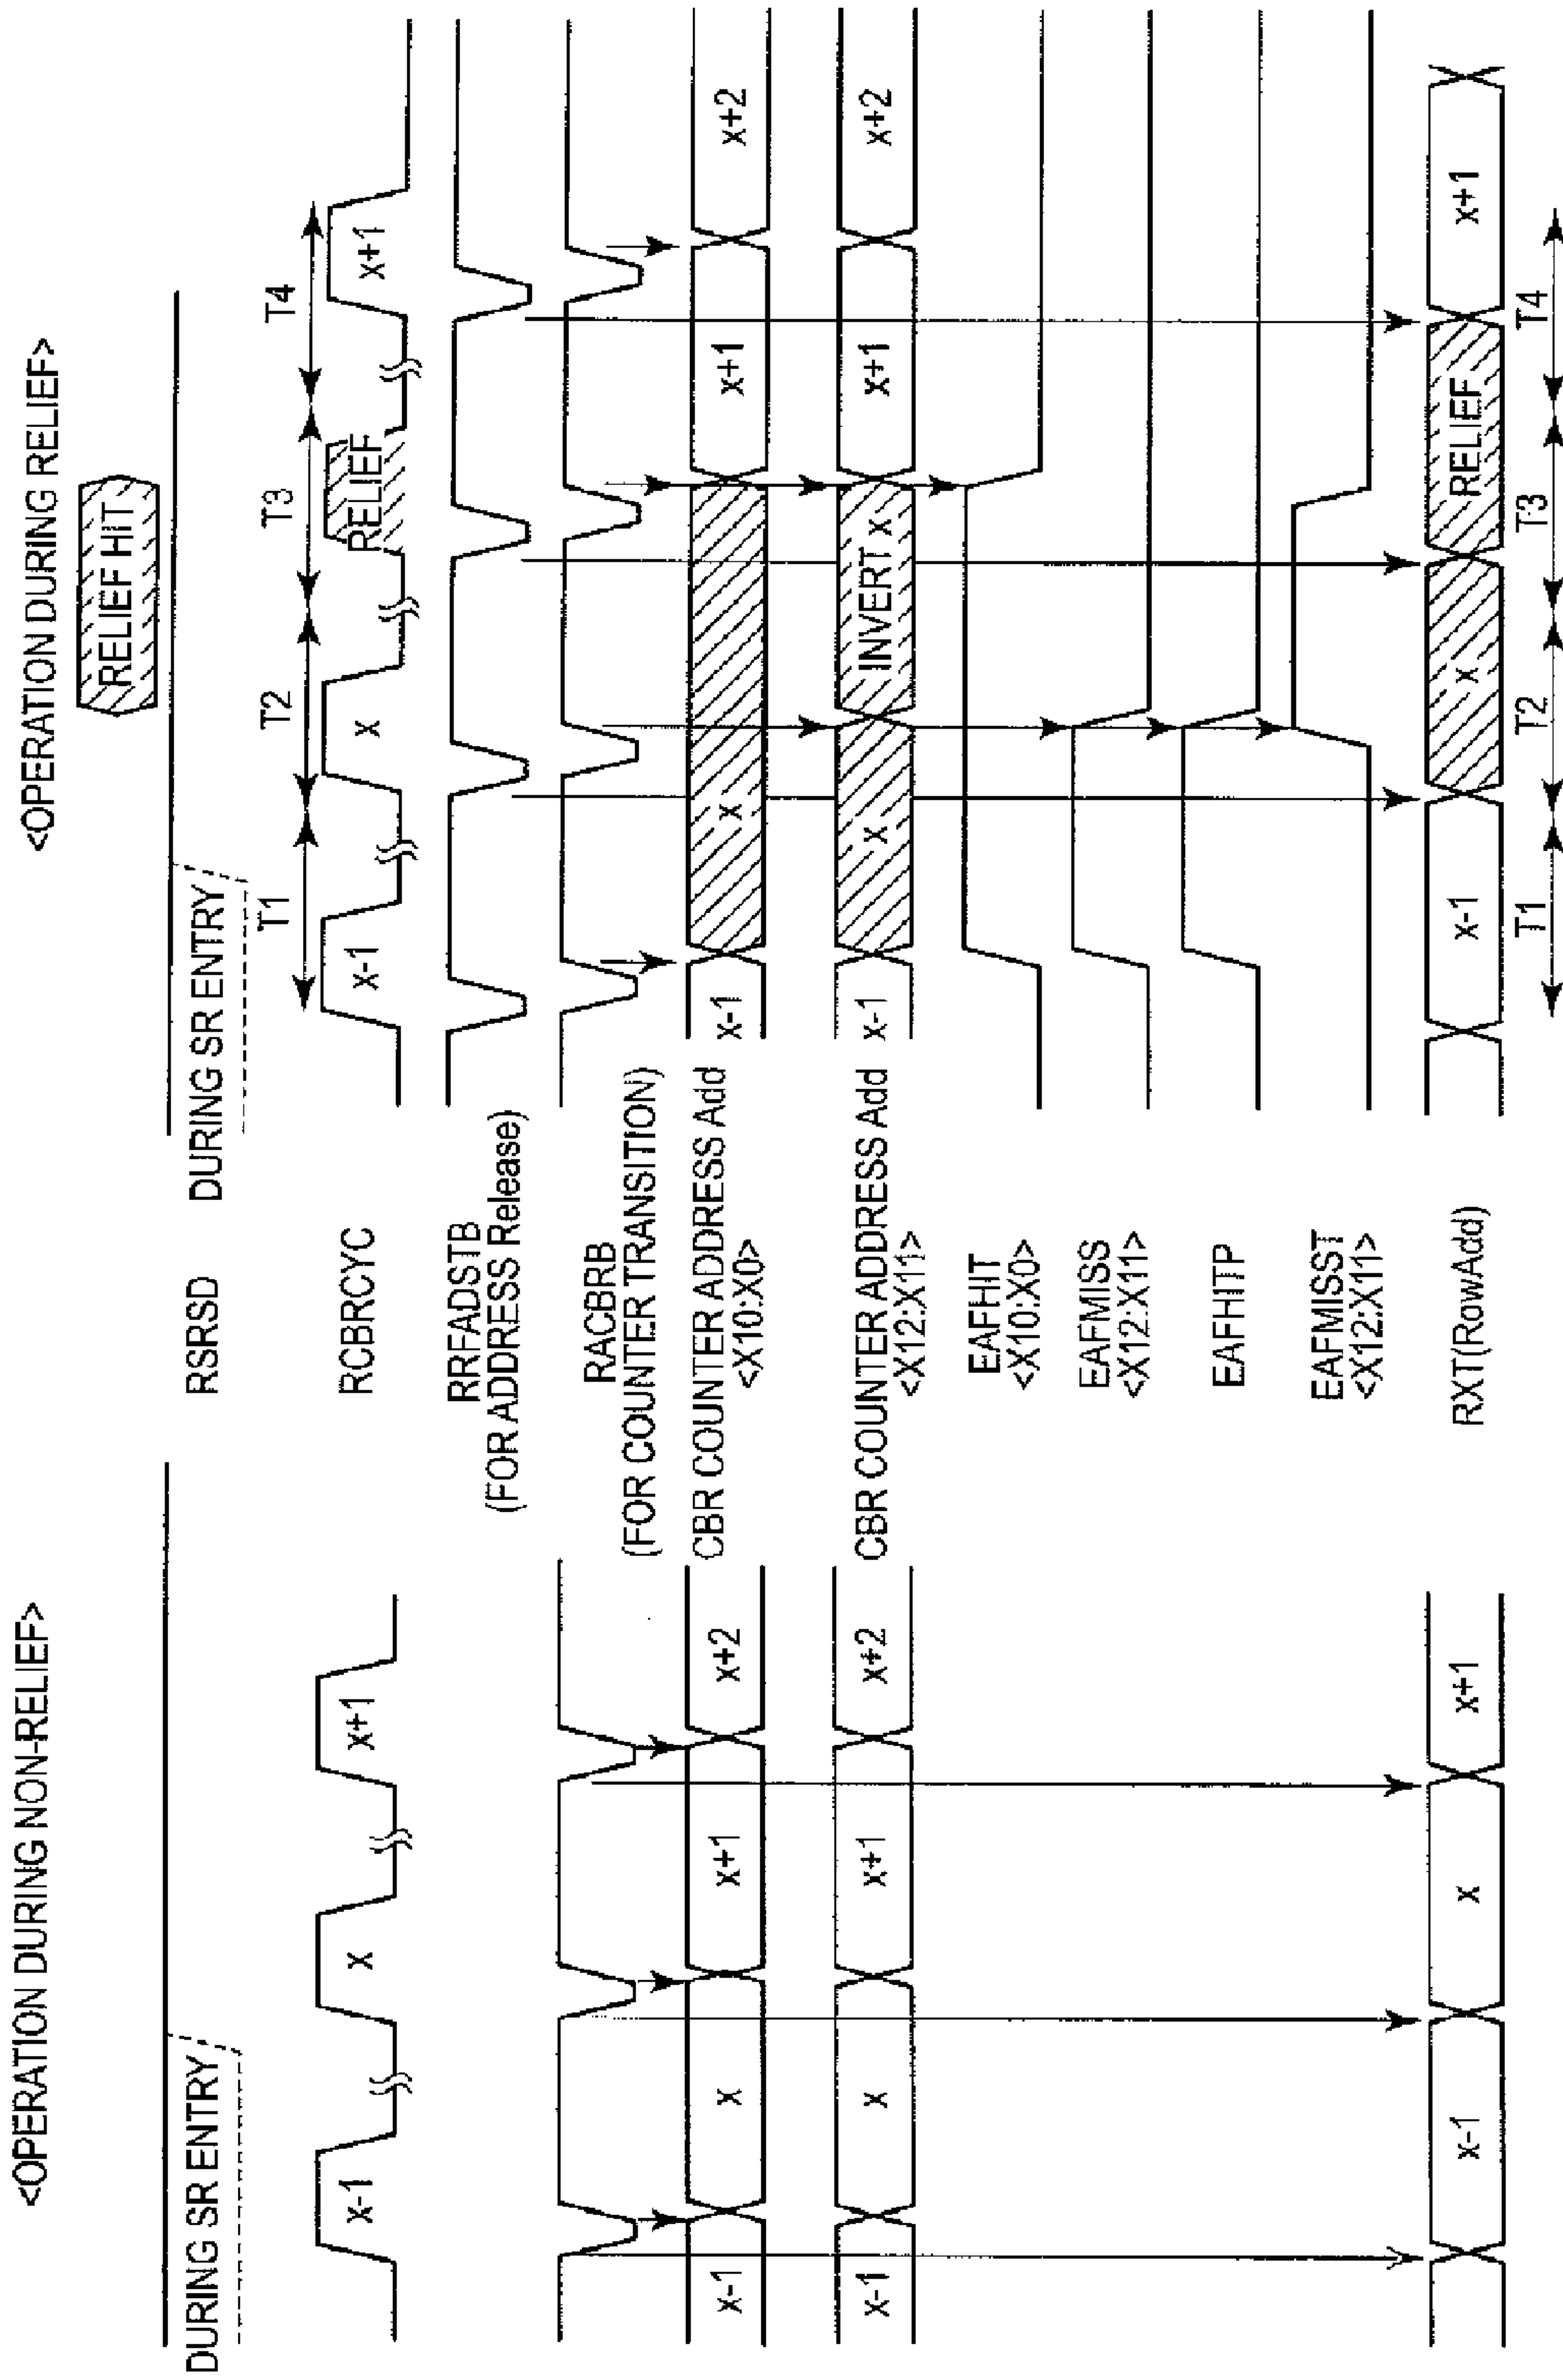 <OPERATION DURING NON-RELIEF>
DURING SR ENTRY
x-1
x
x+1
x-1
x
x+1
x+2
x-1
x
x+1
x+2
x-1
x
x+1
RSRSD
RCBRCYC
RRFADSTB
(FOR ADDRESS Release)
RACBRB
(FOR COUNTER TRANSITION)
CBR COUNTER ADDRESS Add
<X10:X0>
CBR COUNTER ADDRESS Add
<X12:X11>
EAFHIT
<X10:X0>
EAFMISS
<X12:X11>
EAFHITP
EAFMISST
<X12:X11>
RXT(RowAdd)
<OPERATION DURING RELIEF>
RELIEF HIT
DURING SR ENTRY
T1
T2
T3
T4
x-1
x
RELIEF
x+1
x-1
x
x+1
x+2
x-1
x
INVERT x
x+1
x+2
x-1
x
RELIEF
x+1
T1
T2
T3
T4